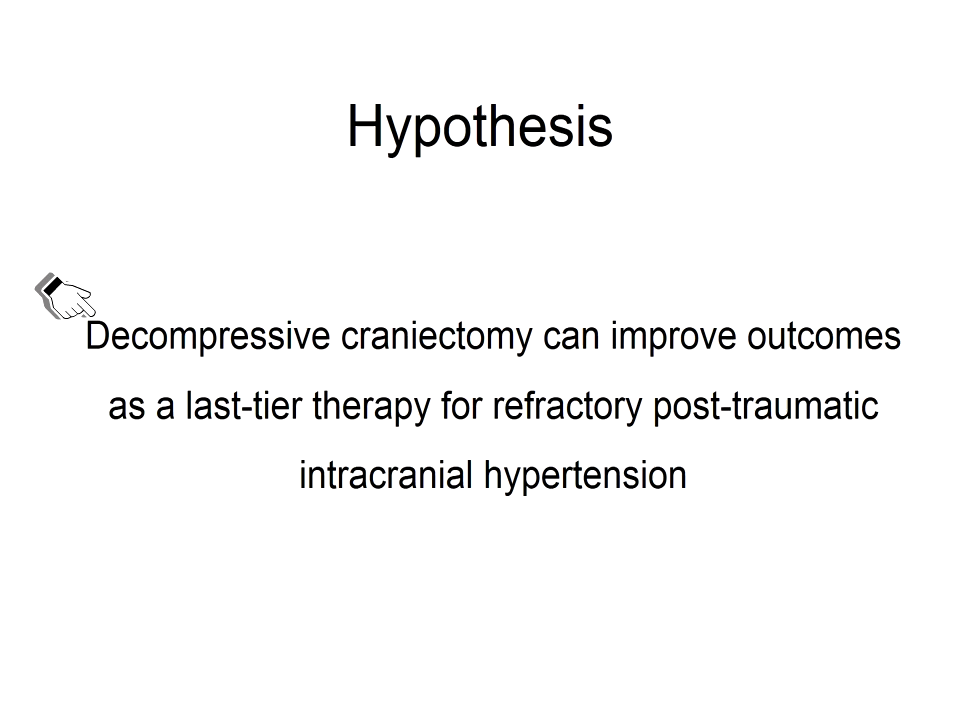 Hypothesis
Decompressive craniectomy can improve outcomes
as a last-tier therapy for refractory post-traumatic
intracranial hypertension